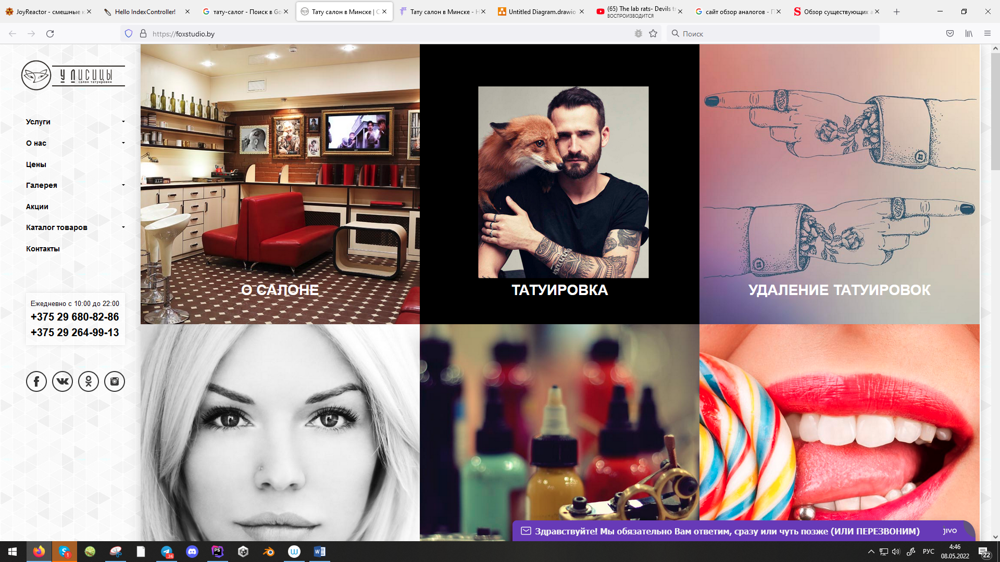 JoyReactor - смешные к
Hello IndexController!
тату-салог - Поиск в Go
Тату салон в Минске | С
Тату салон в Минске - Н
Untitled Diagram.drawio
(65) The lab rats- Devils tr
ВОСПРОИЗВОДИТСЯ
сайт обзор аналогов - П
Обзор существующих а
https://foxstudio.by
Поиск
У ЛИСИЦЫ
салон татуировки
Услуги
О нас
Цены
Галерея
Акции
Каталог товаров
Контакты
Ежедневно с 10:00 до 22:00
+375 29 680-82-86
+375 29 264-99-13
О САЛОНЕ
ТАТУИРОВКА
УДАЛЕНИЕ ТАТУИРОВОК
Здравствуйте! Мы обязательно Вам ответим, сразу или чуть позже (ИЛИ ПЕРЕЗВОНИМ)
JIVO
1
36
PS
W
РУС
4:46
08.05.2022
22